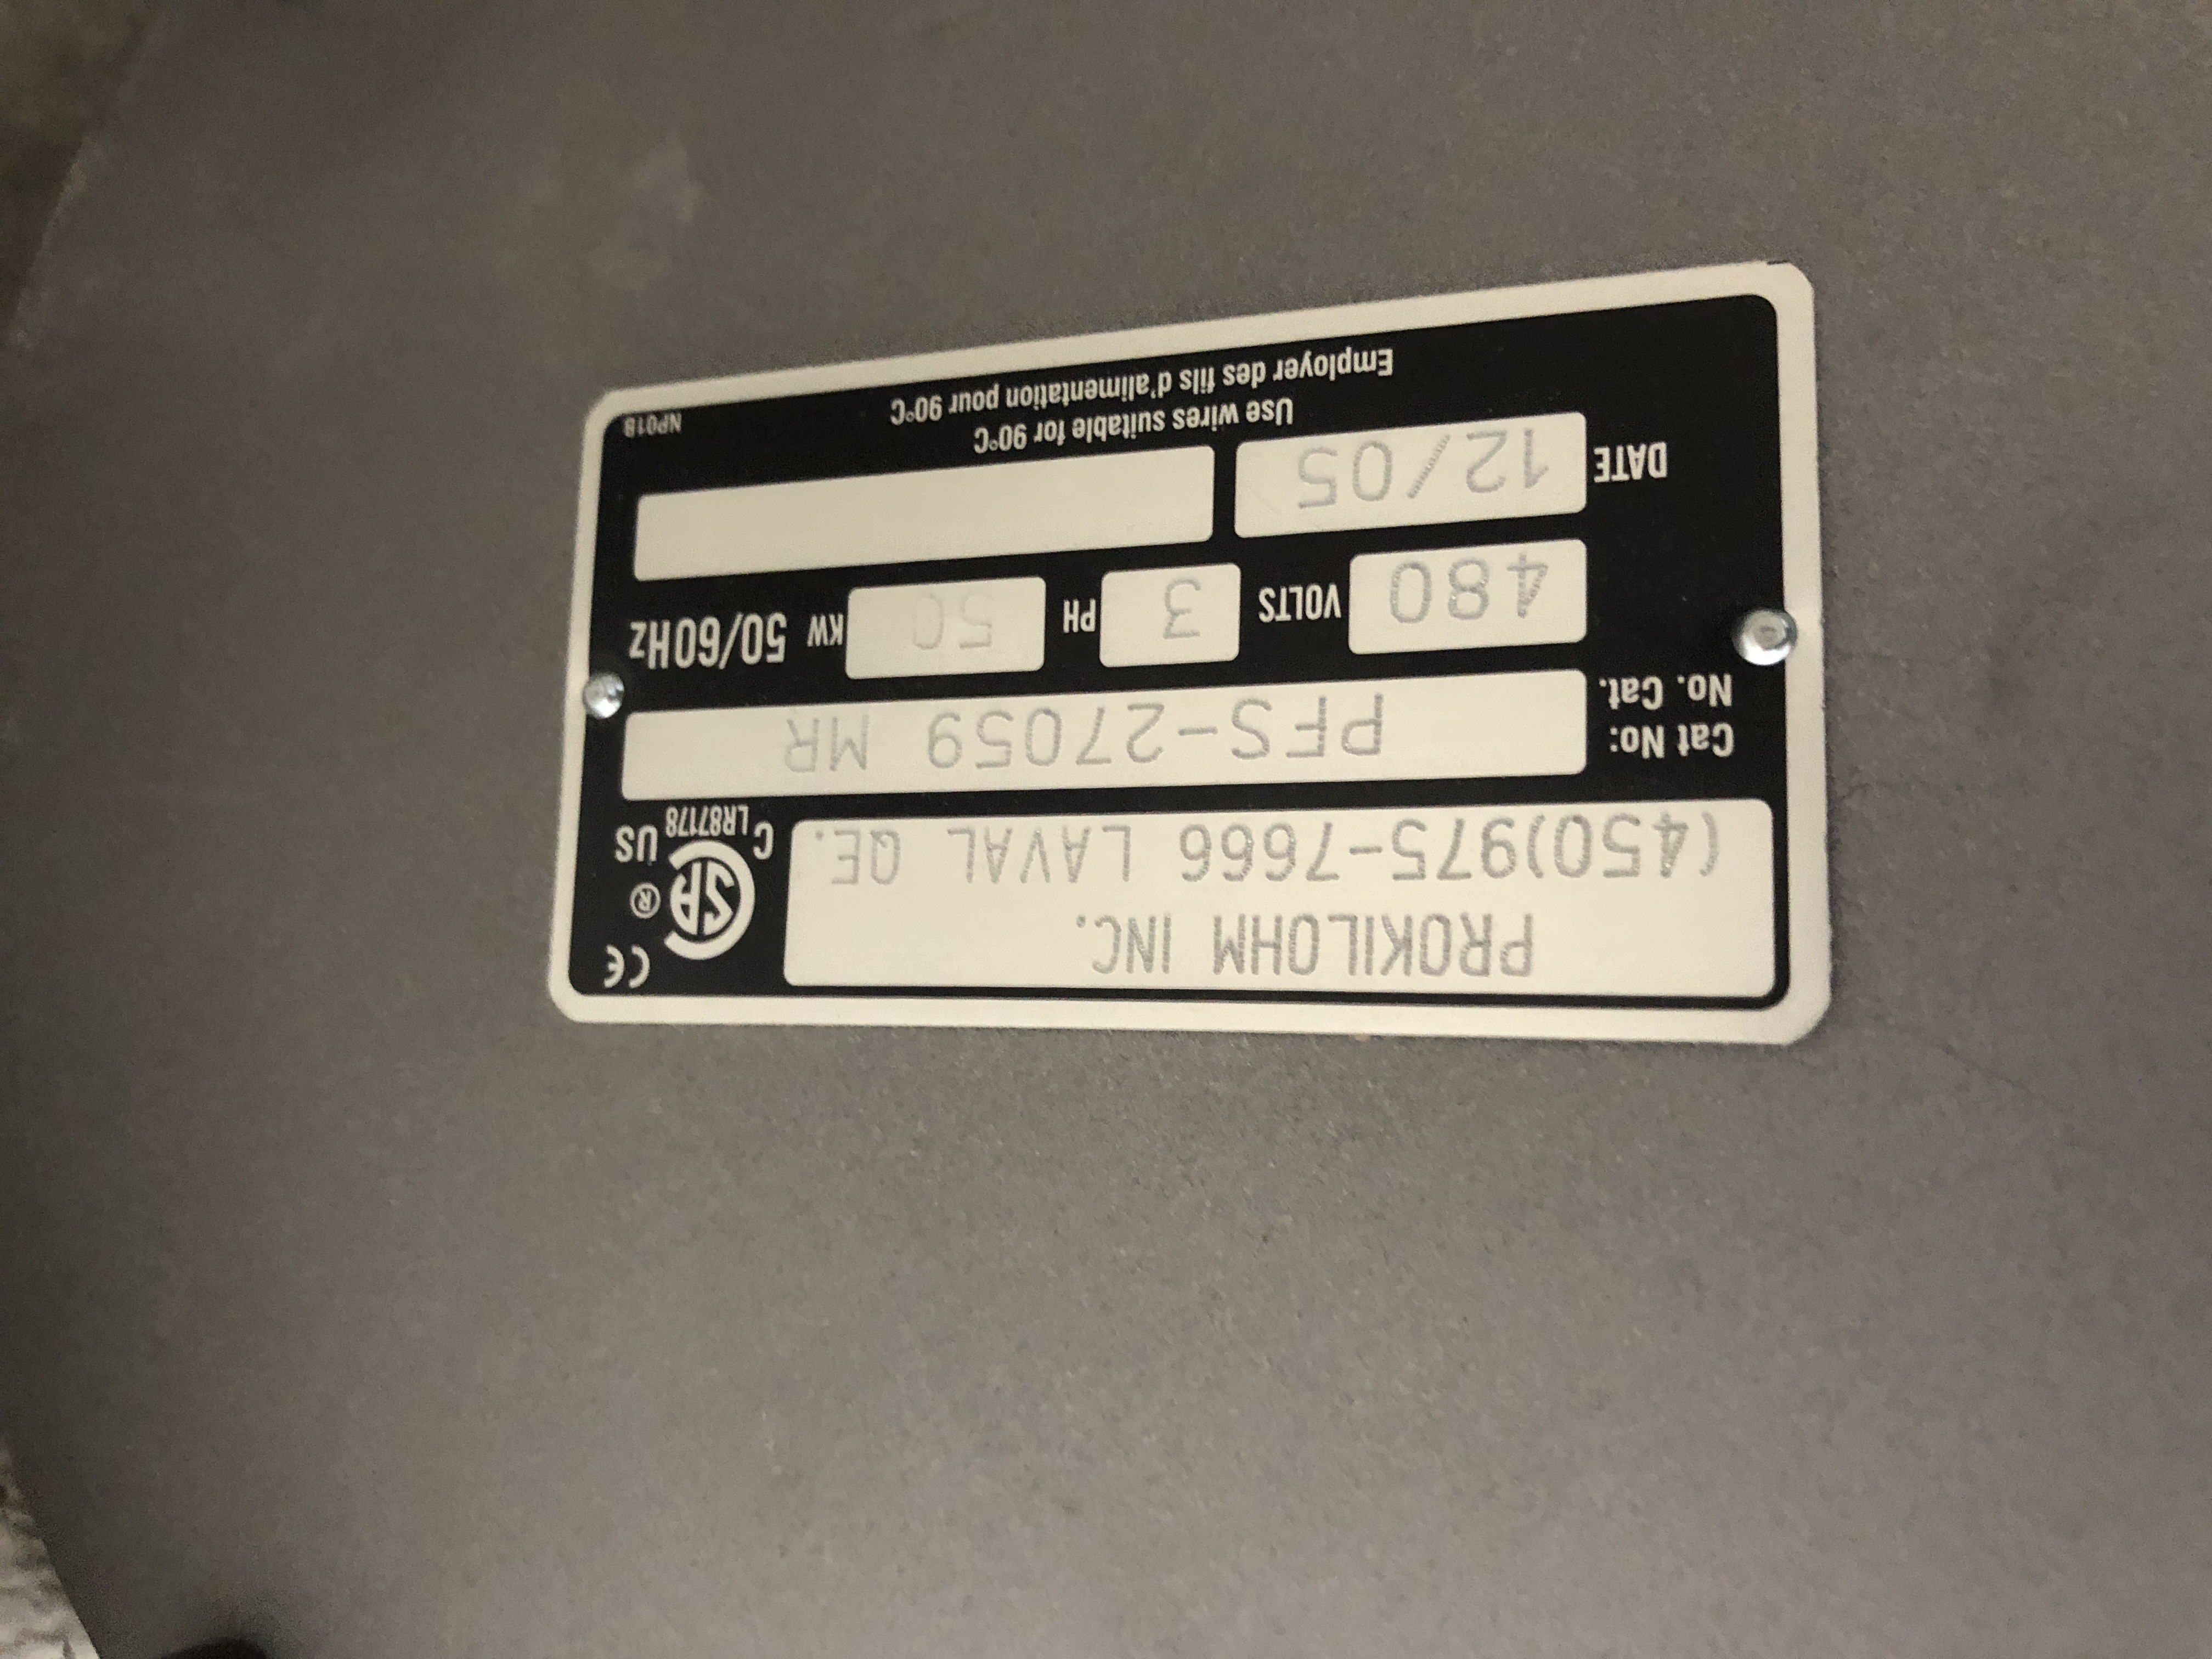 PROKILOHM INC.
(450)975-7666 LAVAL QE.
CE
SA ®
C LR87178 US
Cat No:
No. Cat.
PFS-27059 MR
480 VOLTS 3 PH 50 KW 50/60Hz
DATE 12/05
Use wires suitable for 90°C
Employer des fils d'alimentation pour 90°C
NP01B